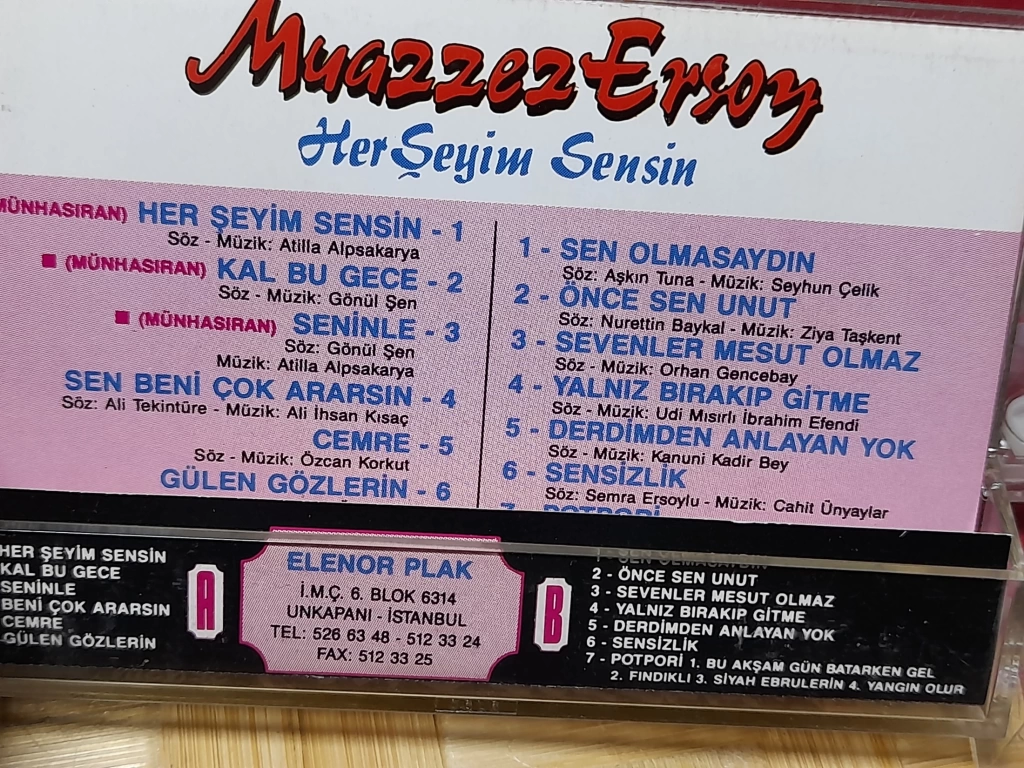 Muazzez Ersoy
Her Şeyim Sensin
MÜNHASIRAN) HER ŞEYİM SENSİN - 1
Söz - Müzik: Atilla Alpsakarya
(MÜNHASIRAN) KAL BU GECE - 2
Söz - Müzik: Gönül Şen
(MÜNHASIRAN) SENİNLE - 3
Söz: Gönül Şen
Müzik: Atilla Alpsakarya
SEN BENİ ÇOK ARARSIN - 4
Söz: Ali Tekintüre - Müzik: Ali İhsan Kısaç
CEMRE - 5
Söz - Müzik: Özcan Korkut
GÜLEN GÖZLERİN - 6
1 - SEN OLMASAYDIN
Söz: Aşkın Tuna - Müzik: Seyhun Çelik
2 - ÖNCE SEN UNUT
Söz: Nurettin Baykal - Müzik: Ziya Taşkent
3 - SEVENLER MESUT OLMAZ
Söz - Müzik: Orhan Gencebay
4 - YALNIZ BIRAKIP GİTME
Söz - Müzik: Udi Mısırlı İbrahim Efendi
5 - DERDİMDEN ANLAYAN YOK
Söz - Müzik: Kanuni Kadir Bey
6 - SENSİZLİK
Söz: Semra Ersoylu - Müzik: Cahit Ünyaylar
7 - POTPORİ
HER ŞEYİM SENSİN
KAL BU GECE
SENİNLE
BENİ ÇOK ARARSIN
CEMRE
GÜLEN GÖZLERİN
A
ELENOR PLAK
İ.M.Ç. 6. BLOK 6314
UNKAPANI - İSTANBUL
TEL: 526 63 48 - 512 33 24
FAX: 512 33 25
B
1 - SEN OLMASAYDIN
2 - ÖNCE SEN UNUT
3 - SEVENLER MESUT OLMAZ
4 - YALNIZ BIRAKIP GİTME
5 - DERDİMDEN ANLAYAN YOK
6 - SENSİZLİK
7 - POTPORİ 1. BU AKŞAM GÜN BATARKEN GEL
2. FINDIKLI 3. SİYAH EBRULERİN 4. YANGIN OLUR